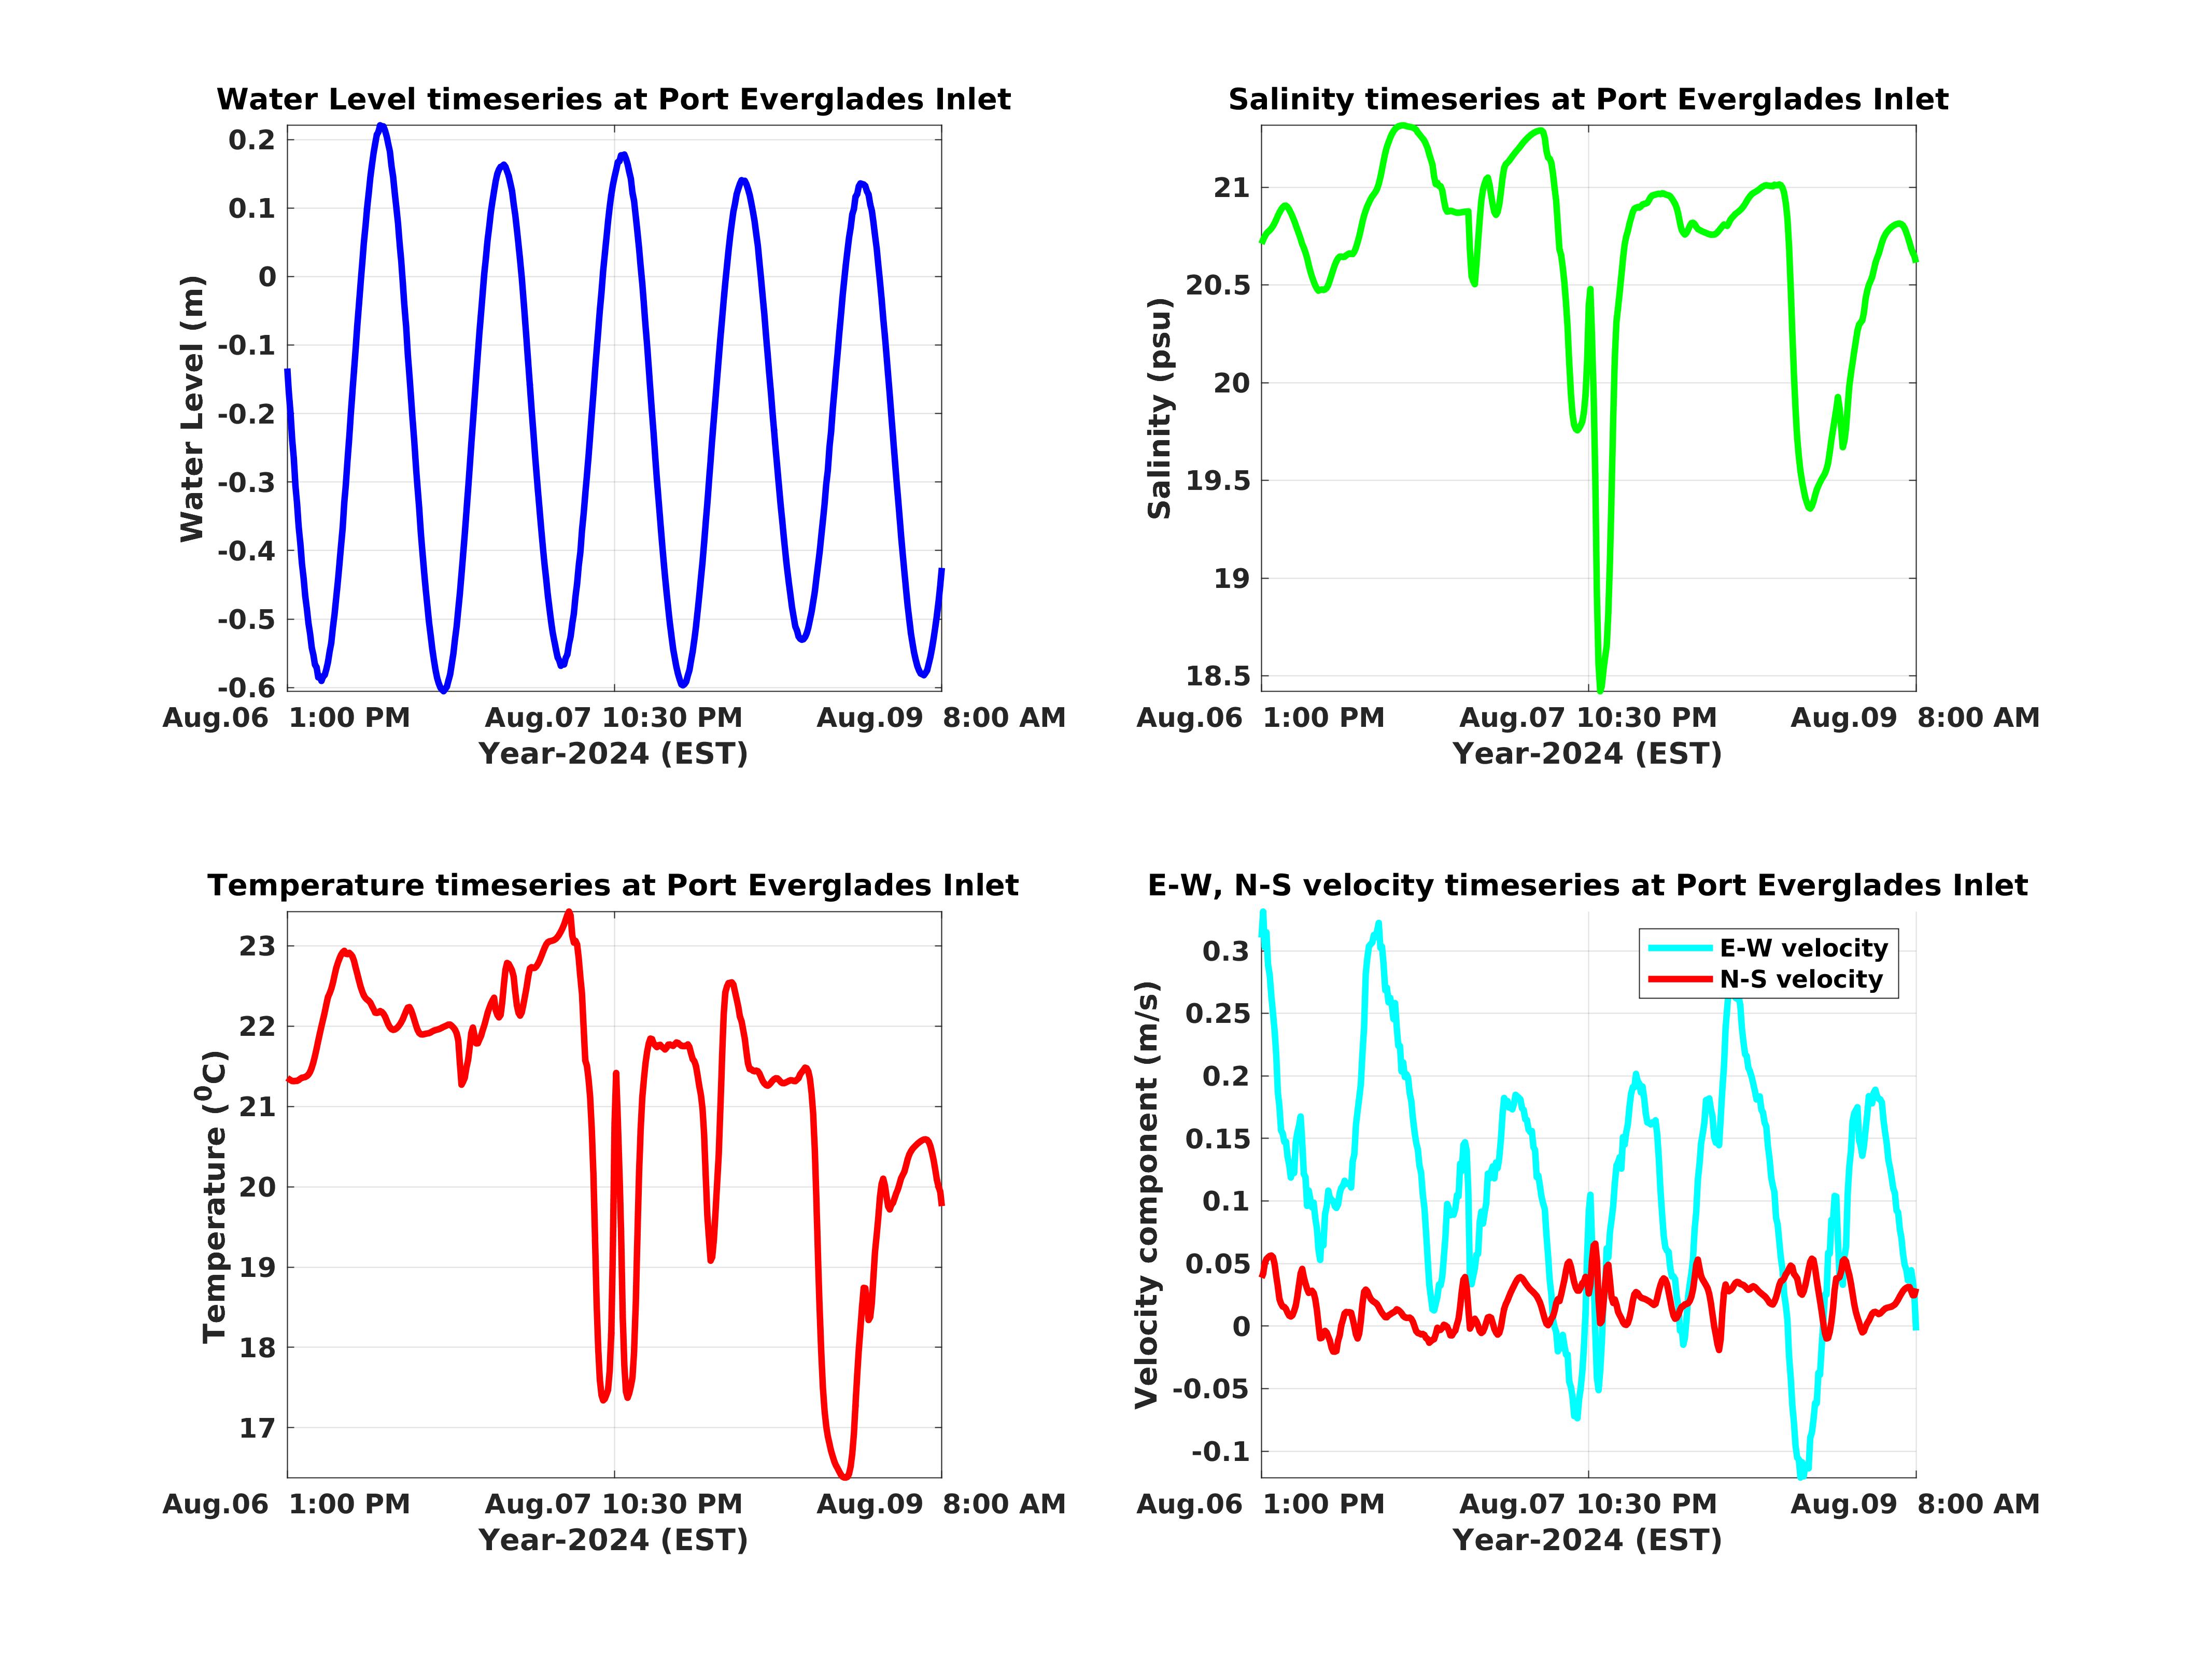 Water Level timeseries at Port Everglades Inlet
Water Level (m)
0.2
0.1
0
-0.1
-0.2
-0.3
-0.4
-0.5
-0.6
Aug.06 1:00 PM Aug.07 10:30 PM Aug.09 8:00 AM
Year-2024 (EST)
Salinity timeseries at Port Everglades Inlet
Salinity (psu)
21
20.5
20
19.5
19
18.5
Aug.06 1:00 PM Aug.07 10:30 PM Aug.09 8:00 AM
Year-2024 (EST)
Temperature timeseries at Port Everglades Inlet
Temperature (⁰C)
23
22
21
20
19
18
17
Aug.06 1:00 PM Aug.07 10:30 PM Aug.09 8:00 AM
Year-2024 (EST)
E-W, N-S velocity timeseries at Port Everglades Inlet
Velocity component (m/s)
0.3
0.25
0.2
0.15
0.1
0.05
0
-0.05
-0.1
E-W velocity
N-S velocity
Aug.06 1:00 PM Aug.07 10:30 PM Aug.09 8:00 AM
Year-2024 (EST)